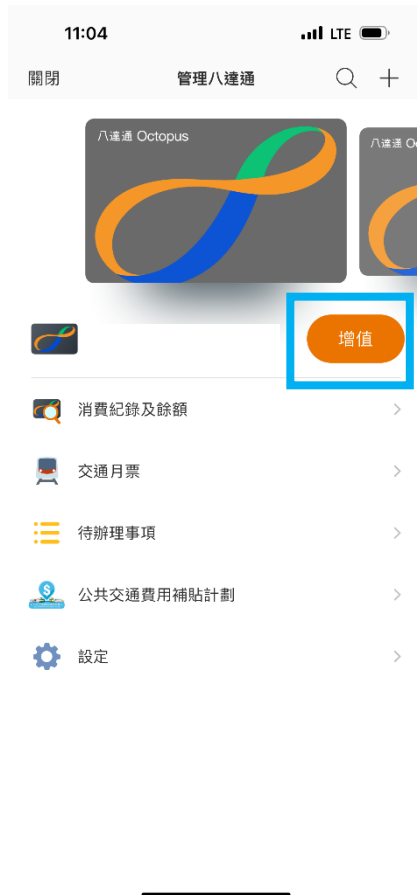 11:04 LTE
關閉 管理八達通
八達通 Octopus
八達通 Oc
增值
消費紀錄及餘額
交通月票
待辦理事項
$
公共交通費用補貼計劃
設定